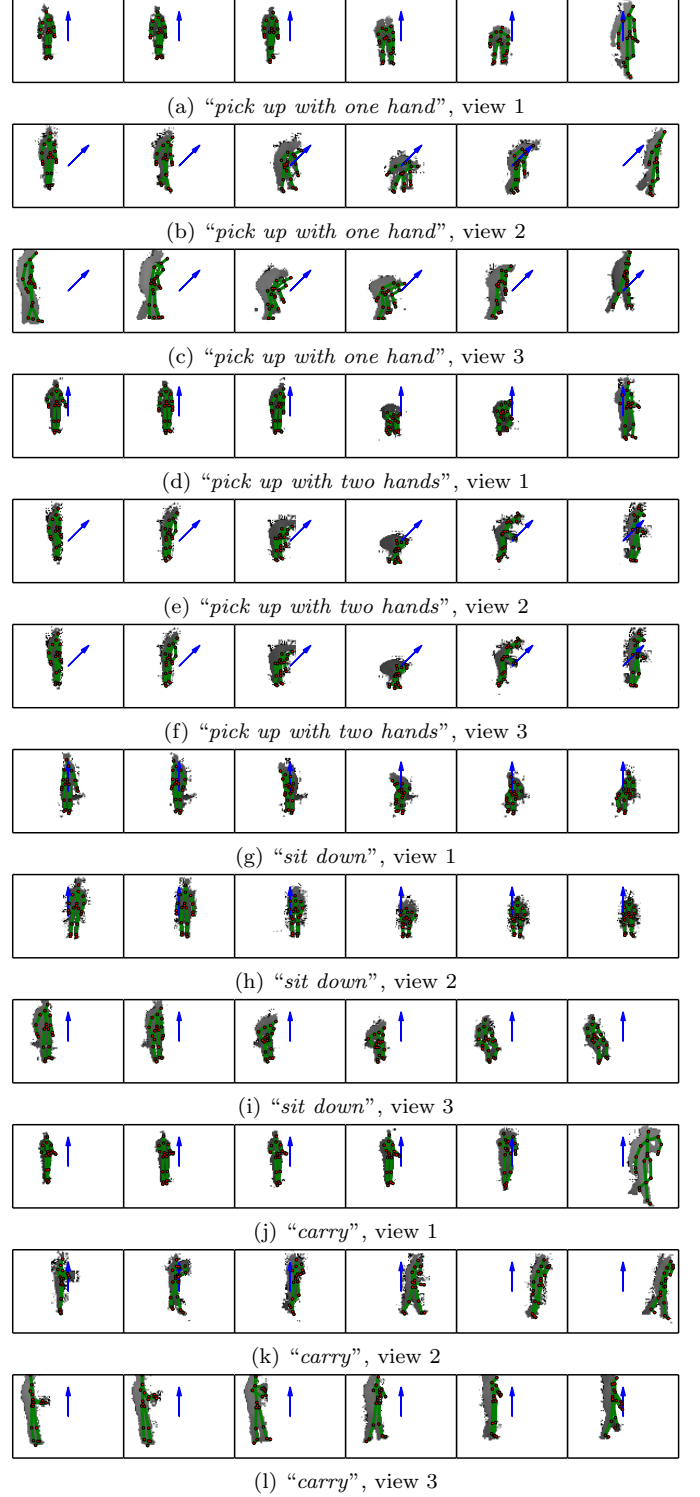 (a) “pick up with one hand”, view 1
(b) “pick up with one hand”, view 2
(c) “pick up with one hand”, view 3
(d) “pick up with two hands”, view 1
(e) “pick up with two hands”, view 2
(f) “pick up with two hands”, view 3
(g) “sit down”, view 1
(h) “sit down”, view 2
(i) “sit down”, view 3
(j) “carry”, view 1
(k) “carry”, view 2
(l) “carry”, view 3